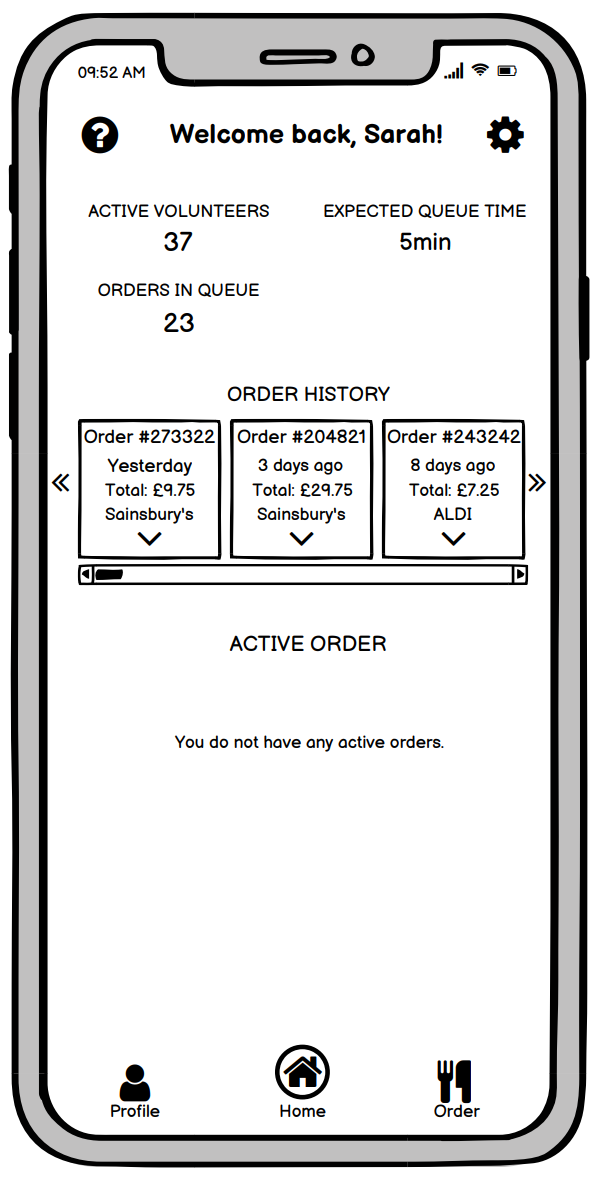 09:52 AM
Welcome back, Sarah!
ACTIVE VOLUNTEERS
37
EXPECTED QUEUE TIME
5min
ORDERS IN QUEUE
23
ORDER HISTORY
Order #273322
Yesterday
Total: £9.75
Sainsbury's
Order #204821
3 days ago
Total: £29.75
Sainsbury's
Order #243242
8 days ago
Total: £7.25
ALDI
ACTIVE ORDER
You do not have any active orders.
Profile
Home
Order